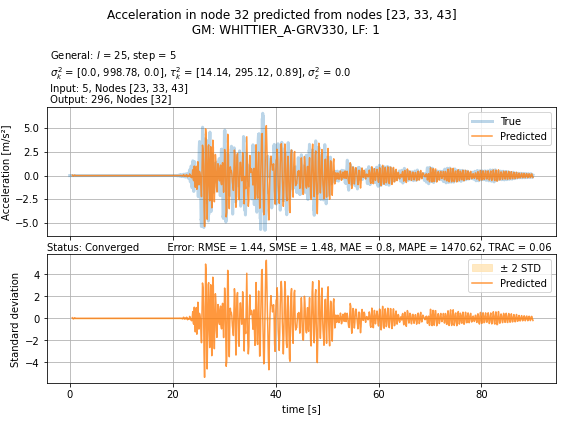 Acceleration in node 32 predicted from nodes [23, 33, 43]
GM: WHITTIER_A-GRV330, LF: 1
General: l = 25, step = 5
σ²ₖ = [0.0, 998.78, 0.0], τ²ₖ = [14.14, 295.12, 0.89], σ²ε = 0.0
Input: 5, Nodes [23, 33, 43]
Output: 296, Nodes [32]
Acceleration [m/s²]
5.0
2.5
0.0
−2.5
−5.0
True
Predicted
Status: Converged
Error: RMSE = 1.44, SMSE = 1.48, MAE = 0.8, MAPE = 1470.62, TRAC = 0.06
Standard deviation
4
2
0
−2
−4
± 2 STD
Predicted
0 20 40 60 80
time [s]